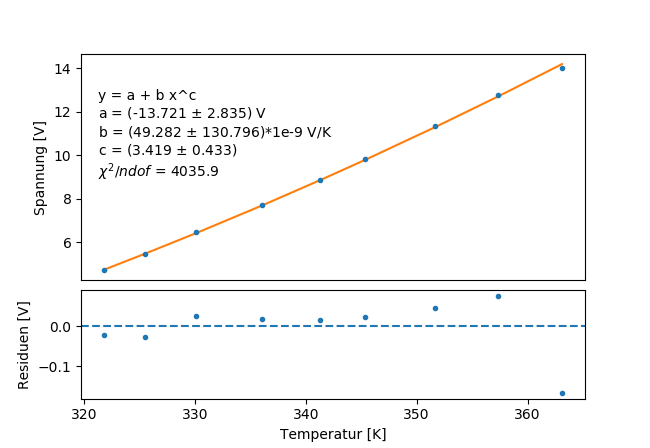 14
12
10
8
6
Spannung [V]
y = a + b x^c
a = (-13.721 ± 2.835) V
b = (49.282 ± 130.796)*1e-9 V/K
c = (3.419 ± 0.433)
χ²/ndof = 4035.9
0.0
−0.1
Residuen [V]
320 330 340 350 360
Temperatur [K]